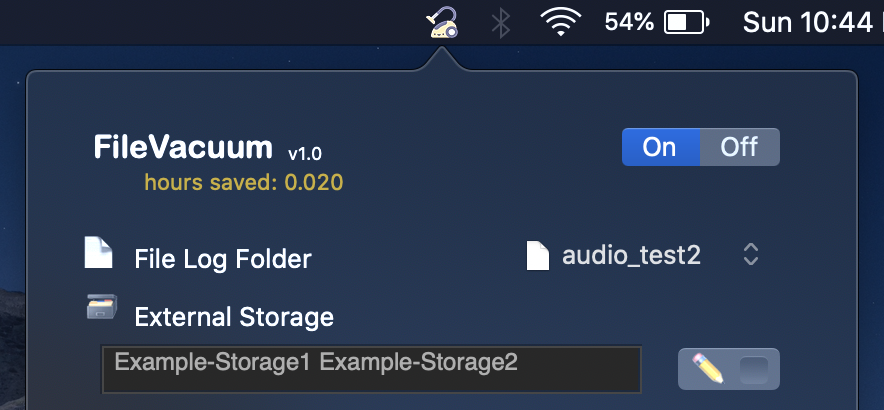 54% Sun 10:44
FileVacuum v1.0 On Off
hours saved: 0.020
File Log Folder audio_test2
External Storage
Example-Storage1 Example-Storage2